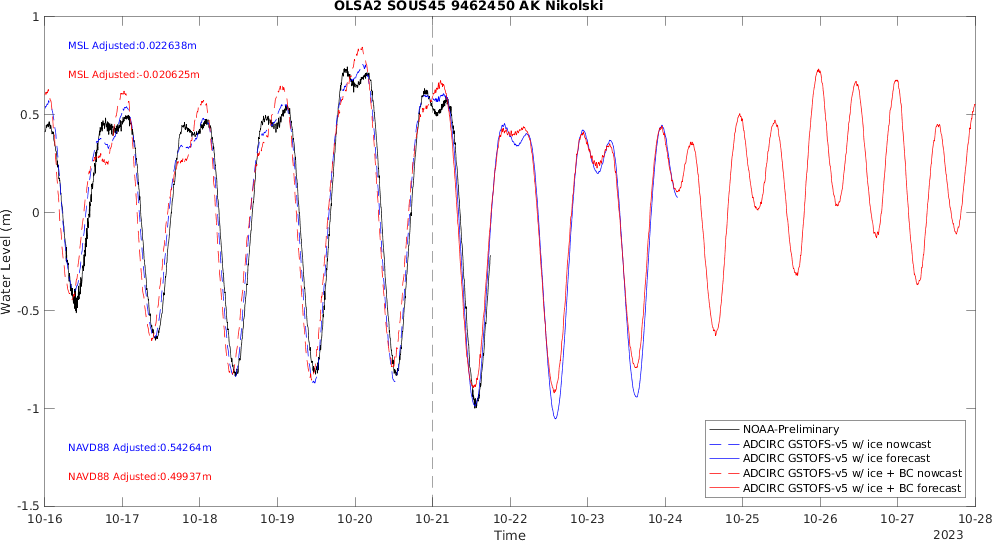 OLSA2 SOUS45 9462450 AK Nikolski
1
0.5
0
-0.5
-1
-1.5
Water Level (m)
MSL Adjusted:0.022638m
MSL Adjusted:-0.020625m
NAVD88 Adjusted:0.54264m
NAVD88 Adjusted:0.49937m
NOAA-Preliminary
ADCIRC GSTOFS-v5 w/ ice nowcast
ADCIRC GSTOFS-v5 w/ ice forecast
ADCIRC GSTOFS-v5 w/ ice + BC nowcast
ADCIRC GSTOFS-v5 w/ ice + BC forecast
10-16 10-17 10-18 10-19 10-20 10-21 10-22 10-23 10-24 10-25 10-26 10-27 10-28
Time
2023